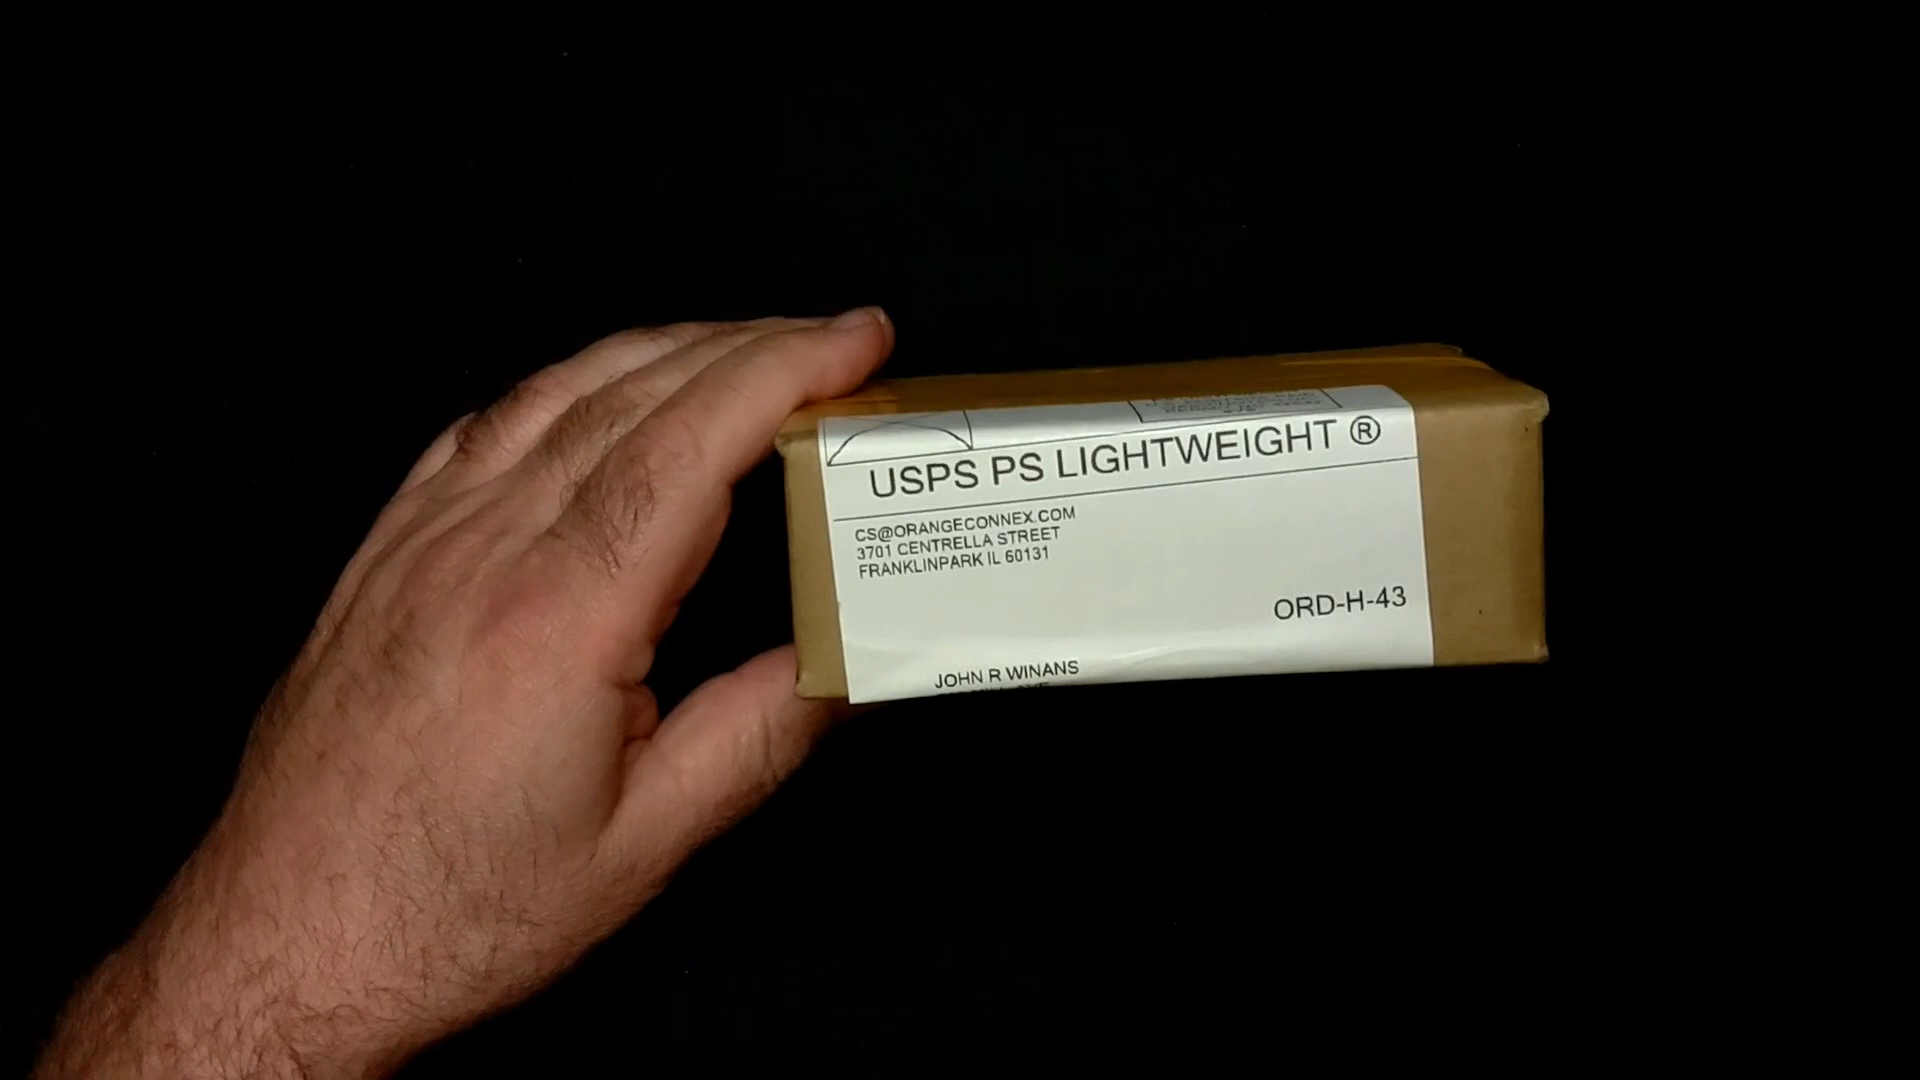 USPS PS LIGHTWEIGHT ®
CS@ORANGECONNEX.COM
3701 CENTRELLA STREET
FRANKLINPARK IL 60131
ORD-H-43
JOHN R WINANS